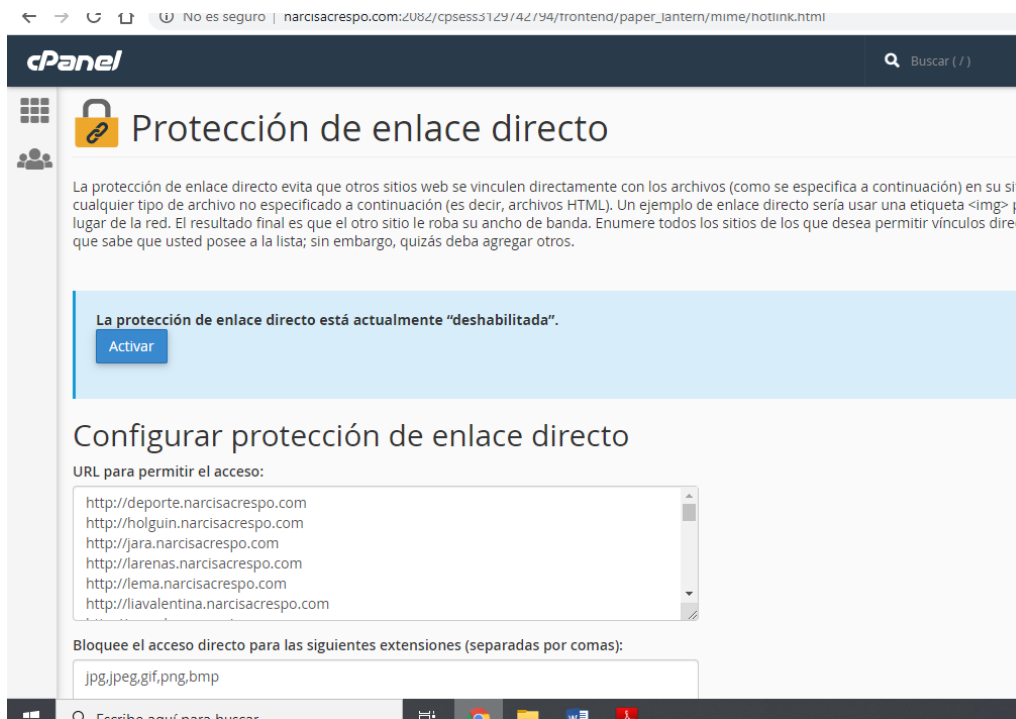 No es seguro | narcisacrespo.com:2082/cpsess3129742794/frontend/paper_lantern/mime/hotlink.html
cPanel
Buscar ( / )
Protección de enlace directo
La protección de enlace directo evita que otros sitios web se vinculen directamente con los archivos (como se especifica a continuación) en su si
cualquier tipo de archivo no especificado a continuación (es decir, archivos HTML). Un ejemplo de enlace directo sería usar una etiqueta <img> p
lugar de la red. El resultado final es que el otro sitio le roba su ancho de banda. Enumere todos los sitios de los que desea permitir vínculos dire
que sabe que usted posee a la lista; sin embargo, quizás deba agregar otros.
La protección de enlace directo está actualmente “deshabilitada”.
Activar
Configurar protección de enlace directo
URL para permitir el acceso:
http://deporte.narcisacrespo.com
http://holguin.narcisacrespo.com
http://jara.narcisacrespo.com
http://larenas.narcisacrespo.com
http://lema.narcisacrespo.com
http://liavalentina.narcisacrespo.com
Bloquee el acceso directo para las siguientes extensiones (separadas por comas):
jpg,jpeg,gif,png,bmp
Escribe aquí para buscar